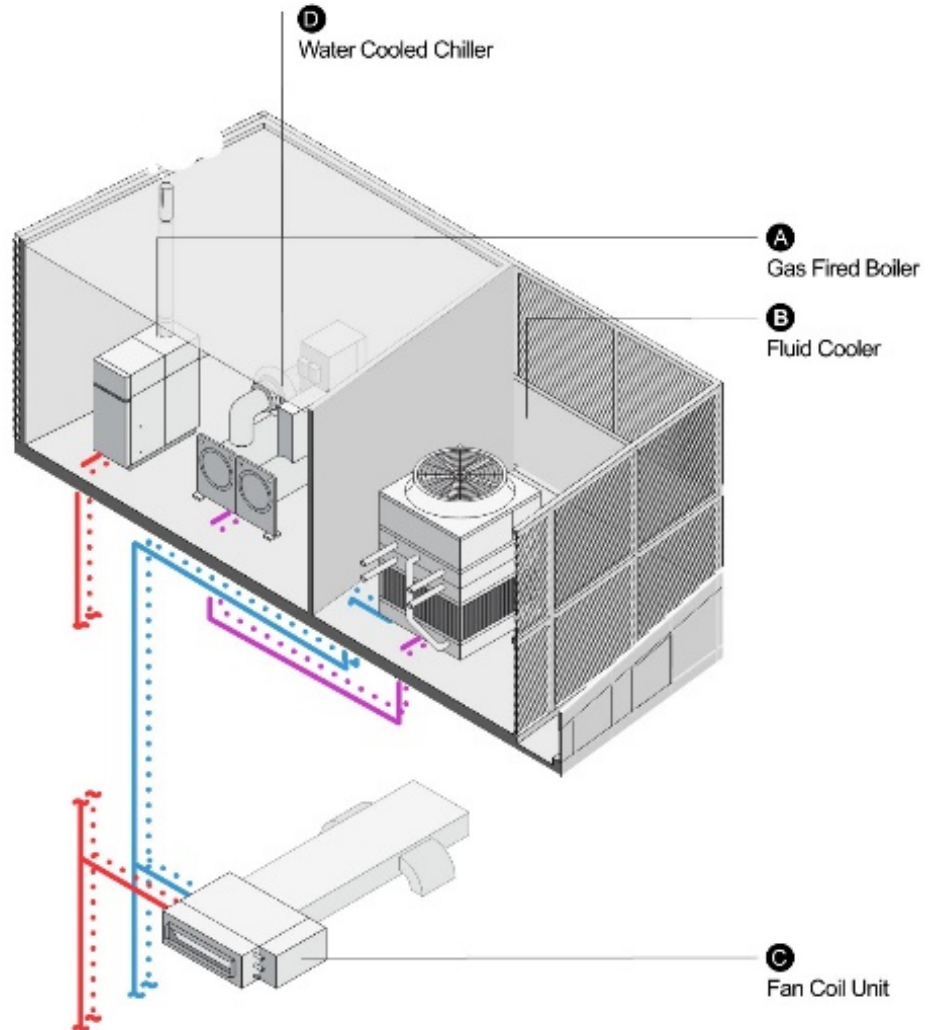 D
Water Cooled Chiller
A
Gas Fired Boiler
B
Fluid Cooler
C
Fan Coil Unit